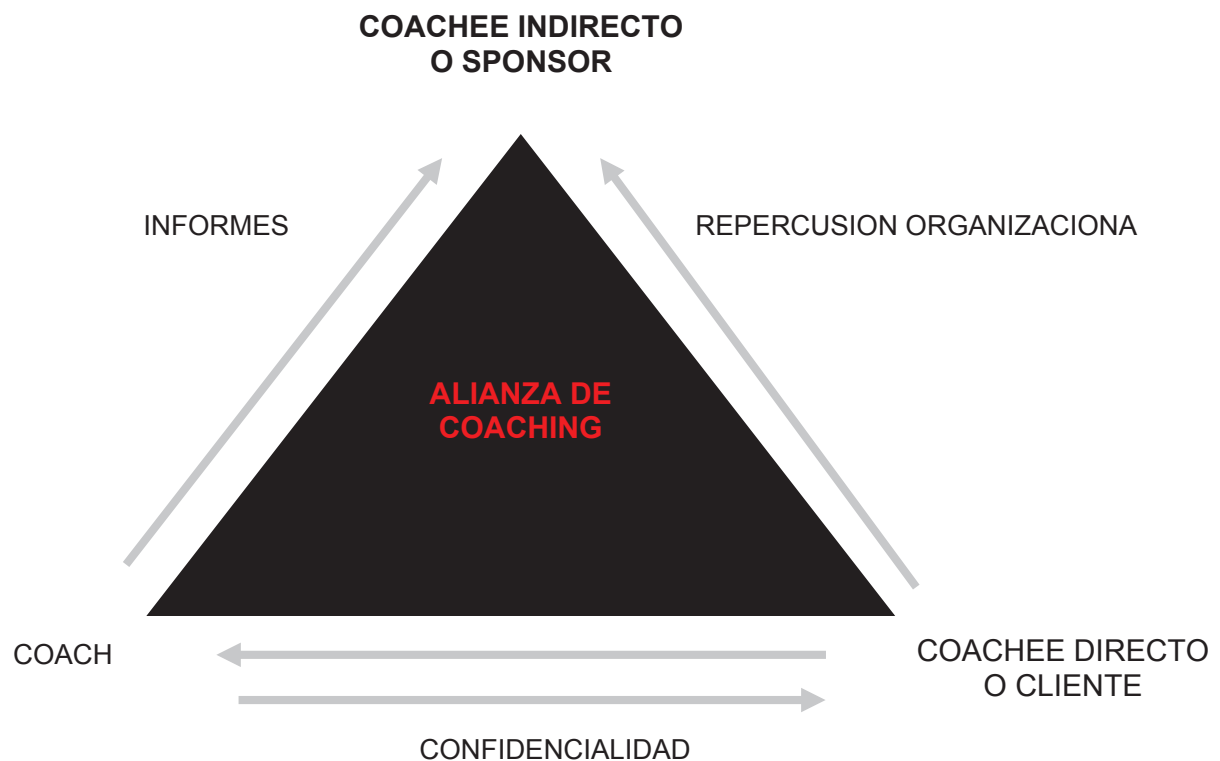 COACHEE INDIRECTO
O SPONSOR
INFORMES
REPERCUSION ORGANIZACIONA
ALIANZA DE
COACHING
COACH
COACHEE DIRECTO
O CLIENTE
CONFIDENCIALIDAD